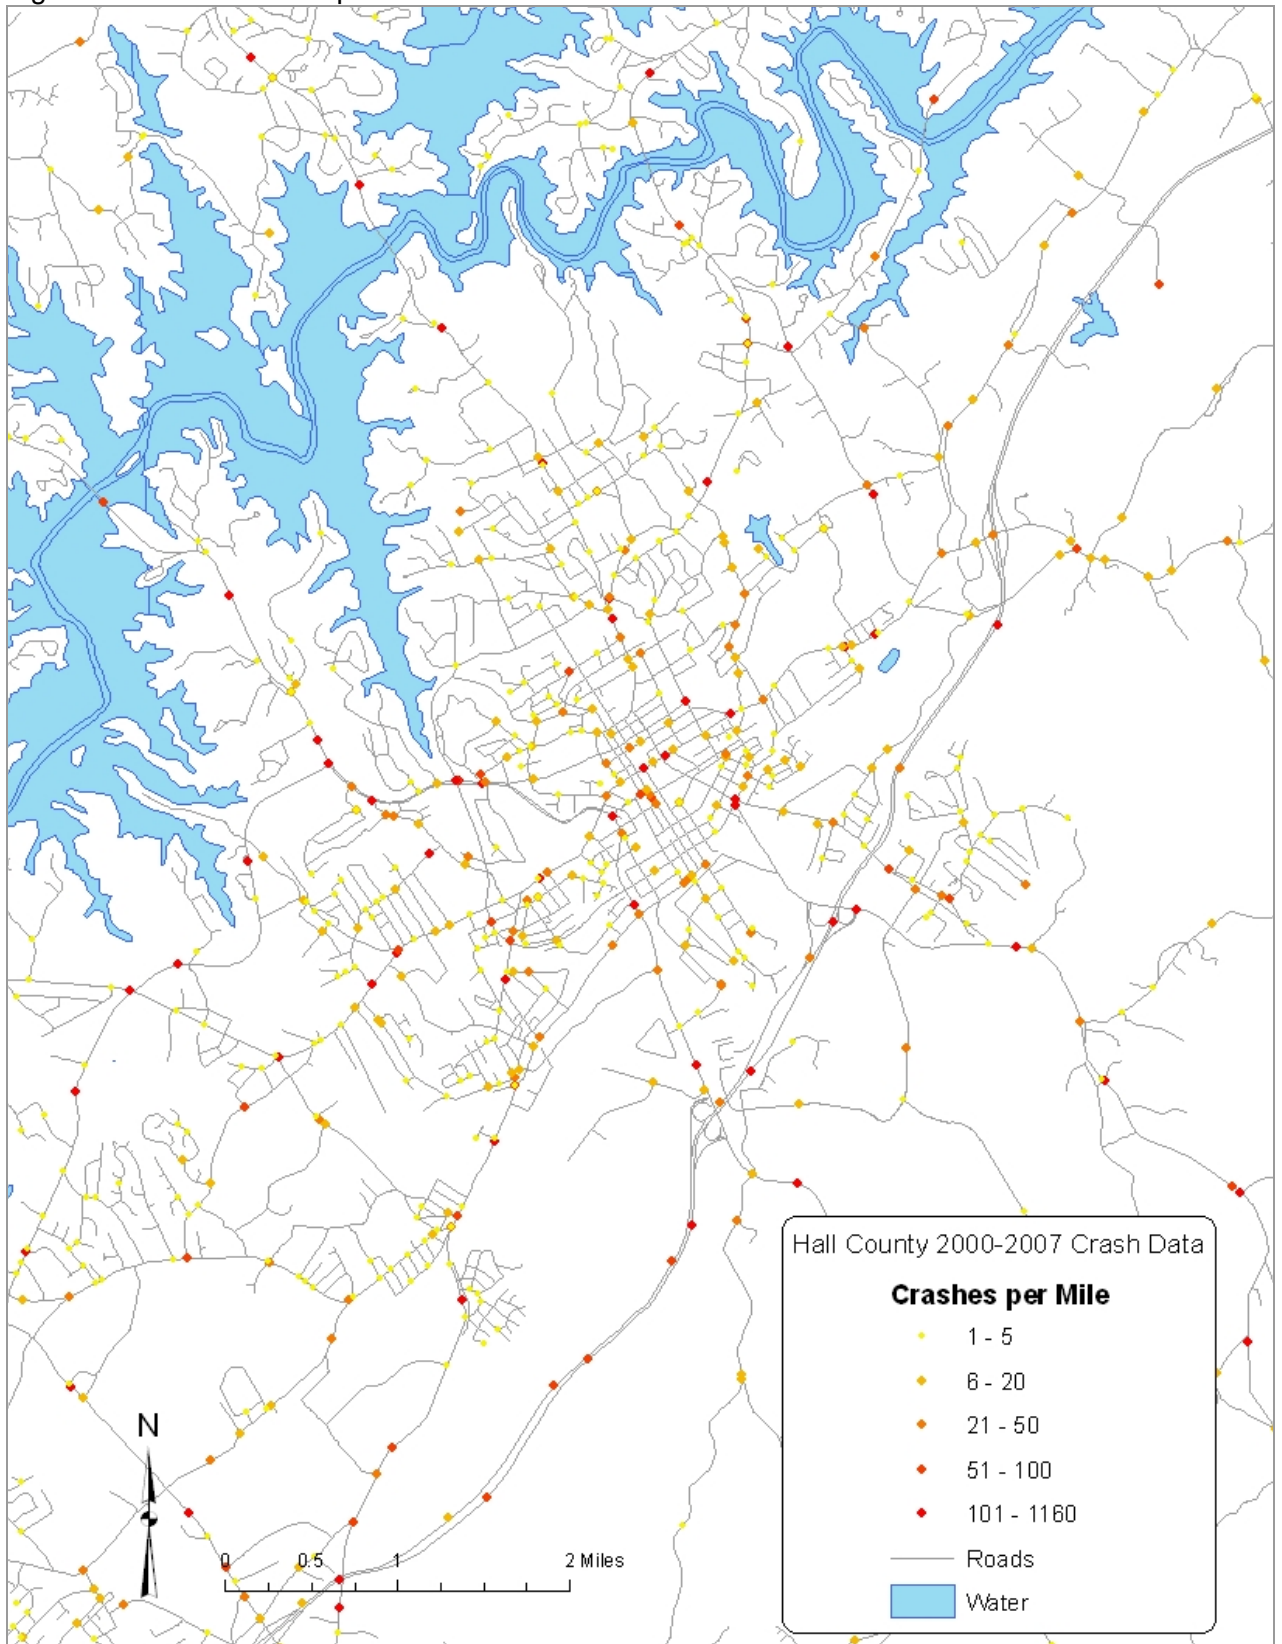 Hall County 2000-2007 Crash Data
Crashes per Mile
1 - 5
6 - 20
21 - 50
51 - 100
101 - 1160
Roads
Water
N
0 0.5 1 2 Miles